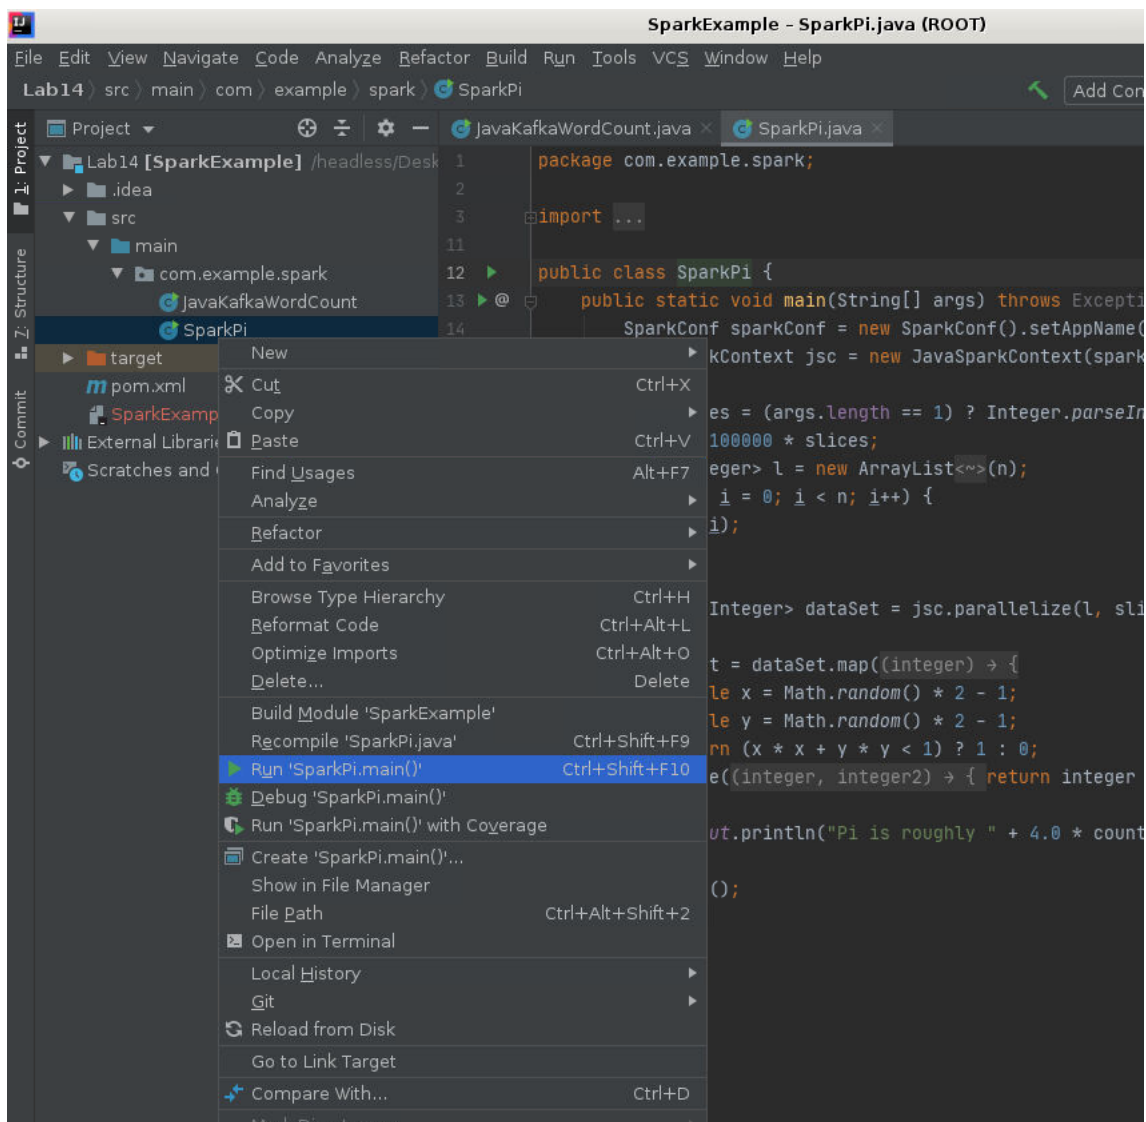 SparkExample – SparkPi.java (ROOT)
File Edit View Navigate Code Analyze Refactor Build Run Tools VCS Window Help
Lab14 src main com example spark SparkPi Add Con
1: Project
Z: Structure
Commit
Project
Lab14 [SparkExample] /headless/Desk
.idea
src
main
com.example.spark
JavaKafkaWordCount
SparkPi
target
pom.xml
SparkExamp
External Librarie
Scratches and
JavaKafkaWordCount.java SparkPi.java
1 package com.example.spark;
2
3 import ...
11
12 public class SparkPi {
13 @ public static void main(String[] args) throws Excepti
14 SparkConf sparkConf = new SparkConf().setAppName(
kContext jsc = new JavaSparkContext(spark
es = (args.length == 1) ? Integer.parseIn
100000 * slices;
eger> l = new ArrayList<~>(n);
i = 0; i < n; i++) {
i);
Integer> dataSet = jsc.parallelize(l, sli
t = dataSet.map((integer) → {
le x = Math.random() * 2 - 1;
le y = Math.random() * 2 - 1;
rn (x * x + y * y < 1) ? 1 : 0;
e((integer, integer2) → { return integer
ut.println("Pi is roughly " + 4.0 * count
();
New
Cut Ctrl+X
Copy
Paste Ctrl+V
Find Usages Alt+F7
Analyze
Refactor
Add to Favorites
Browse Type Hierarchy Ctrl+H
Reformat Code Ctrl+Alt+L
Optimize Imports Ctrl+Alt+O
Delete... Delete
Build Module 'SparkExample'
Recompile 'SparkPi.java' Ctrl+Shift+F9
Run 'SparkPi.main()' Ctrl+Shift+F10
Debug 'SparkPi.main()'
Run 'SparkPi.main()' with Coverage
Create 'SparkPi.main()'...
Show in File Manager
File Path Ctrl+Alt+Shift+2
Open in Terminal
Local History
Git
Reload from Disk
Go to Link Target
Compare With... Ctrl+D